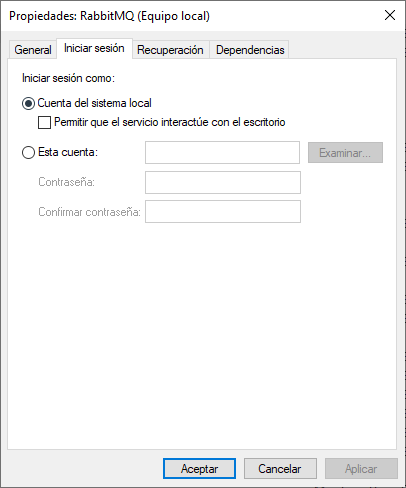 Propiedades: RabbitMQ (Equipo local)
General Iniciar sesión Recuperación Dependencias
Iniciar sesión como:
Cuenta del sistema local
Permitir que el servicio interactúe con el escritorio
Esta cuenta: Examinar...
Contraseña:
Confirmar contraseña:
Aceptar Cancelar Aplicar